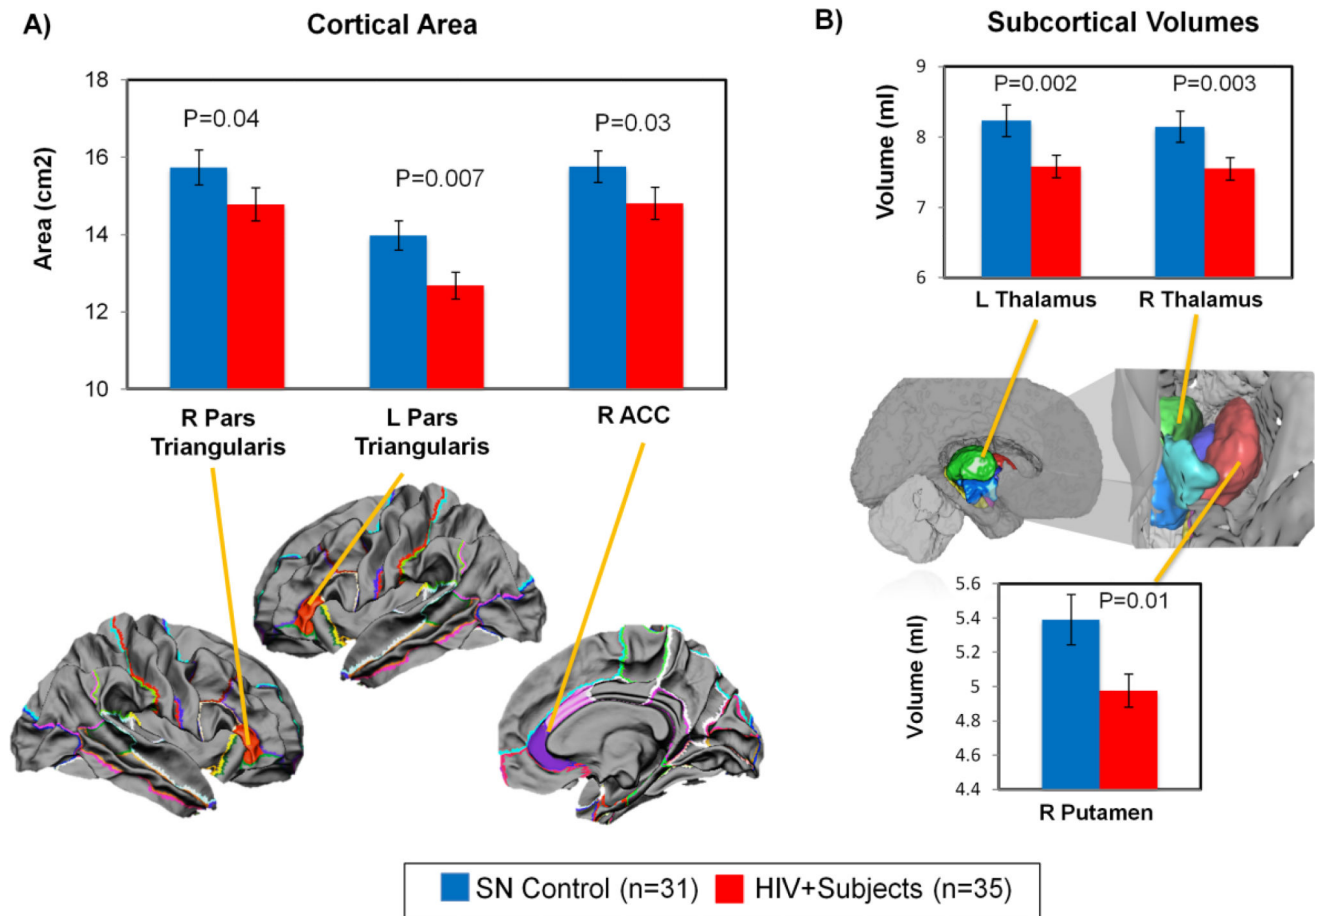 A)
Cortical Area
18
16
14
12
10
Area (cm2)
P=0.04
P=0.007
P=0.03
R Pars
Triangularis
L Pars
Triangularis
R ACC
B)
Subcortical Volumes
9
8
7
6
Volume (ml)
P=0.002
P=0.003
L Thalamus
R Thalamus
5.6
5.4
5.2
5
4.8
4.6
4.4
Volume (ml)
P=0.01
R Putamen
SN Control (n=31)
HIV+Subjects (n=35)